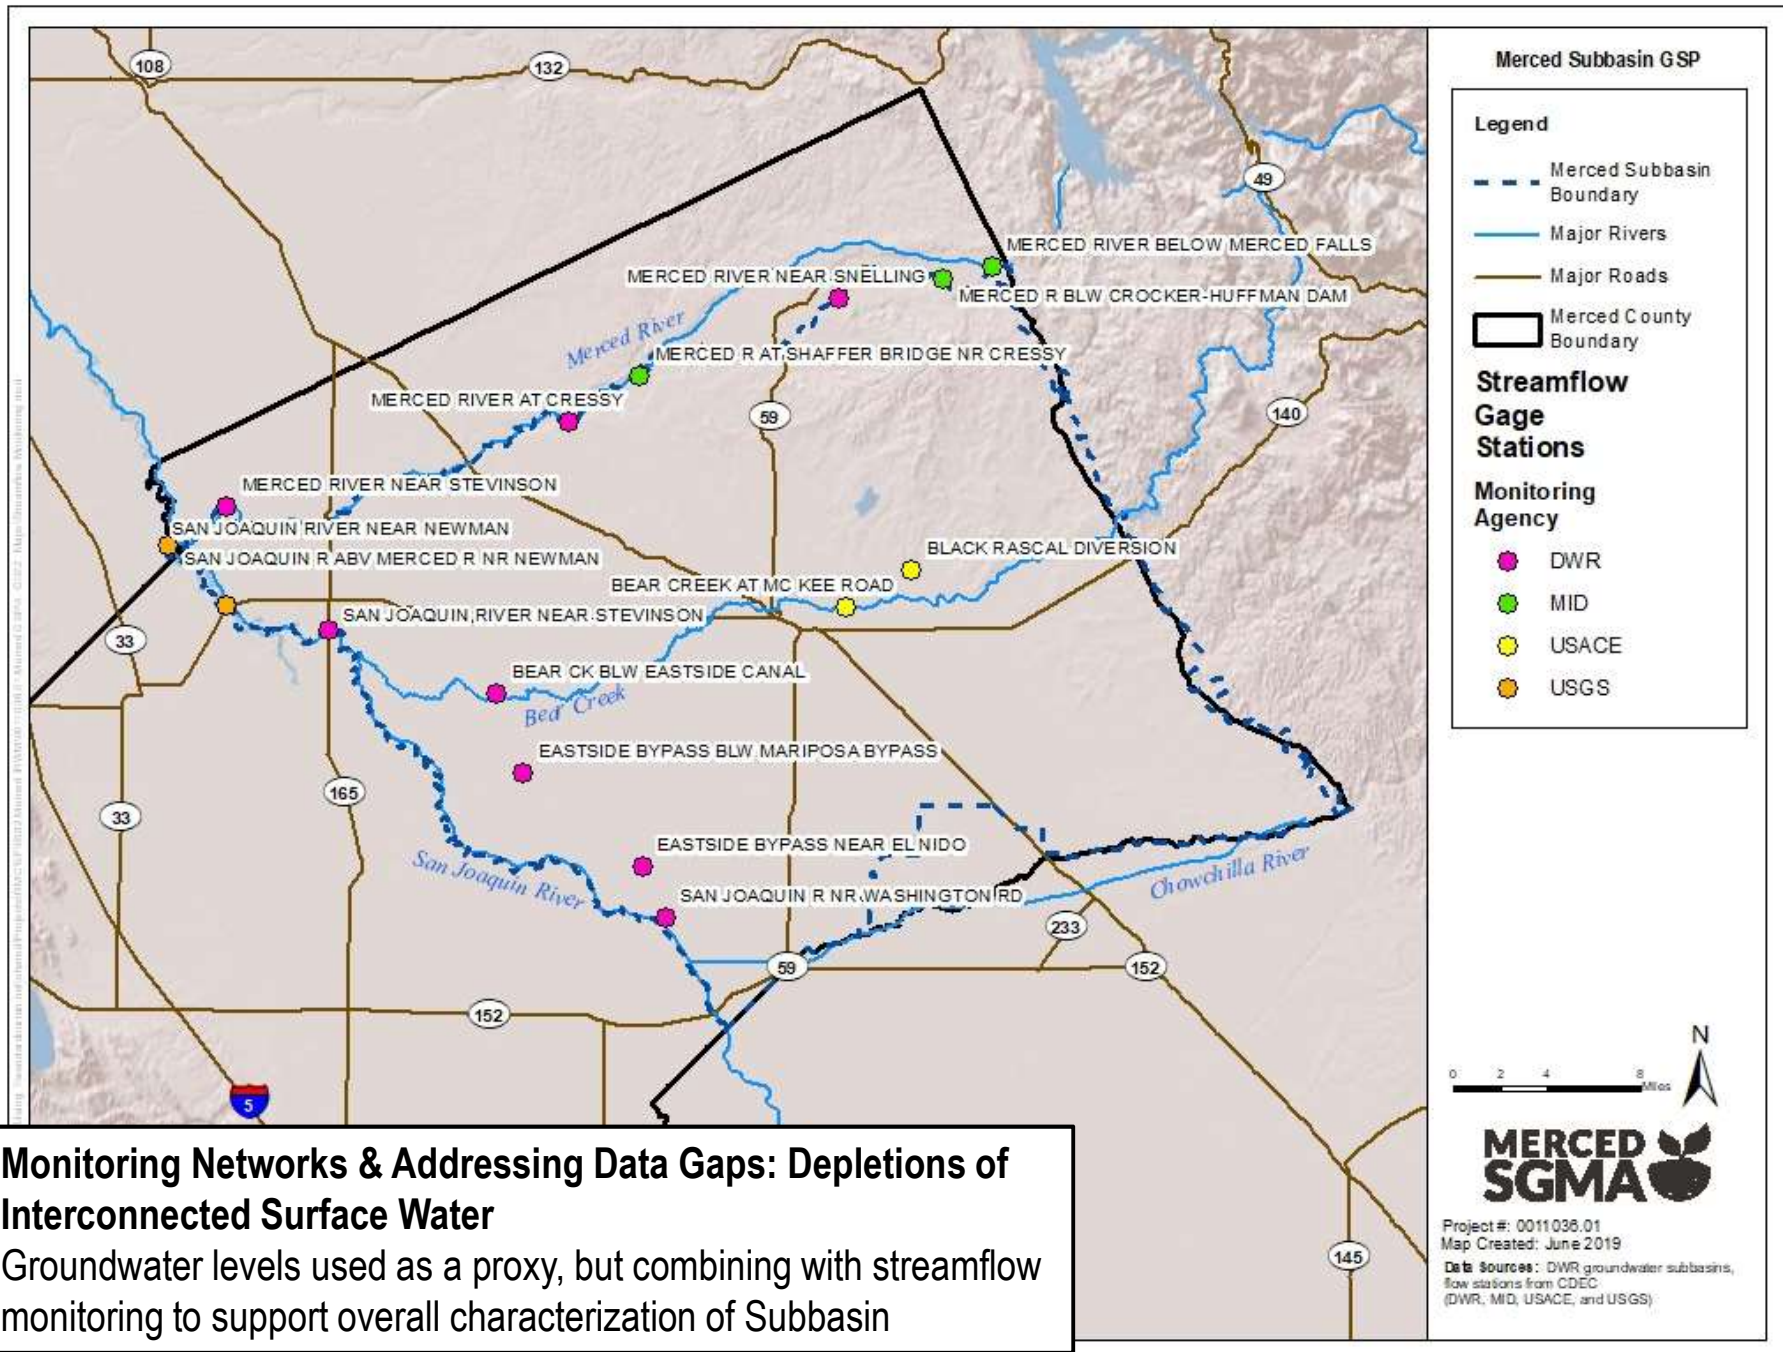 108
132
49
MERCED RIVER BELOW MERCED FALLS
MERCED RIVER NEAR SNELLING
MERCED R BLW CROCKER-HUFFMAN DAM
Merced River
MERCED R AT SHAFFER BRIDGE NR CRESSY
MERCED RIVER AT CRESSY
59
140
MERCED RIVER NEAR STEVINSON
SAN JOAQUIN RIVER NEAR NEWMAN
SAN JOAQUIN R ABV MERCED R NR NEWMAN
BLACK RASCAL DIVERSION
BEAR CREEK AT MC KEE ROAD
33
SAN JOAQUIN RIVER NEAR STEVINSON
BEAR CK BLW EASTSIDE CANAL
Bear Creek
EASTSIDE BYPASS BLW MARIPOSA BYPASS
165
33
EASTSIDE BYPASS NEAR EL NIDO
San Joaquin River
Chowchilla River
SAN JOAQUIN R NR WASHINGTON RD
233
59
152
152
5
145
Merced Subbasin GSP
Legend
Merced Subbasin
Boundary
Major Rivers
Major Roads
Merced County
Boundary
Streamflow
Gage
Stations
Monitoring
Agency
DWR
MID
USACE
USGS
N
0 2 4 8
Miles
MERCED
SGMA
Project #: 0011036.01
Map Created: June 2019
Data Sources: DWR groundwater subbasins,
flow stations from CDEC
(DWR, MID, USACE, and USGS)
Monitoring Networks & Addressing Data Gaps: Depletions of
Interconnected Surface Water
Groundwater levels used as a proxy, but combining with streamflow
monitoring to support overall characterization of Subbasin